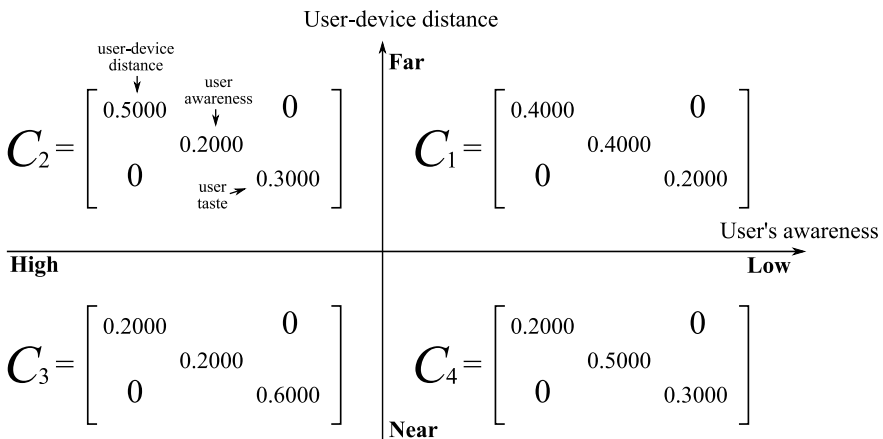 User-device distance
Far
user-device
distance
user
awareness
0.5000 0
C2 = 0.2000
0 user
taste 0.3000
0.4000 0
C1 = 0.4000
0 0.2000
User's awareness
High
Low
0.2000 0
C3 = 0.2000
0 0.6000
0.2000 0
C4 = 0.5000
0 0.3000
Near